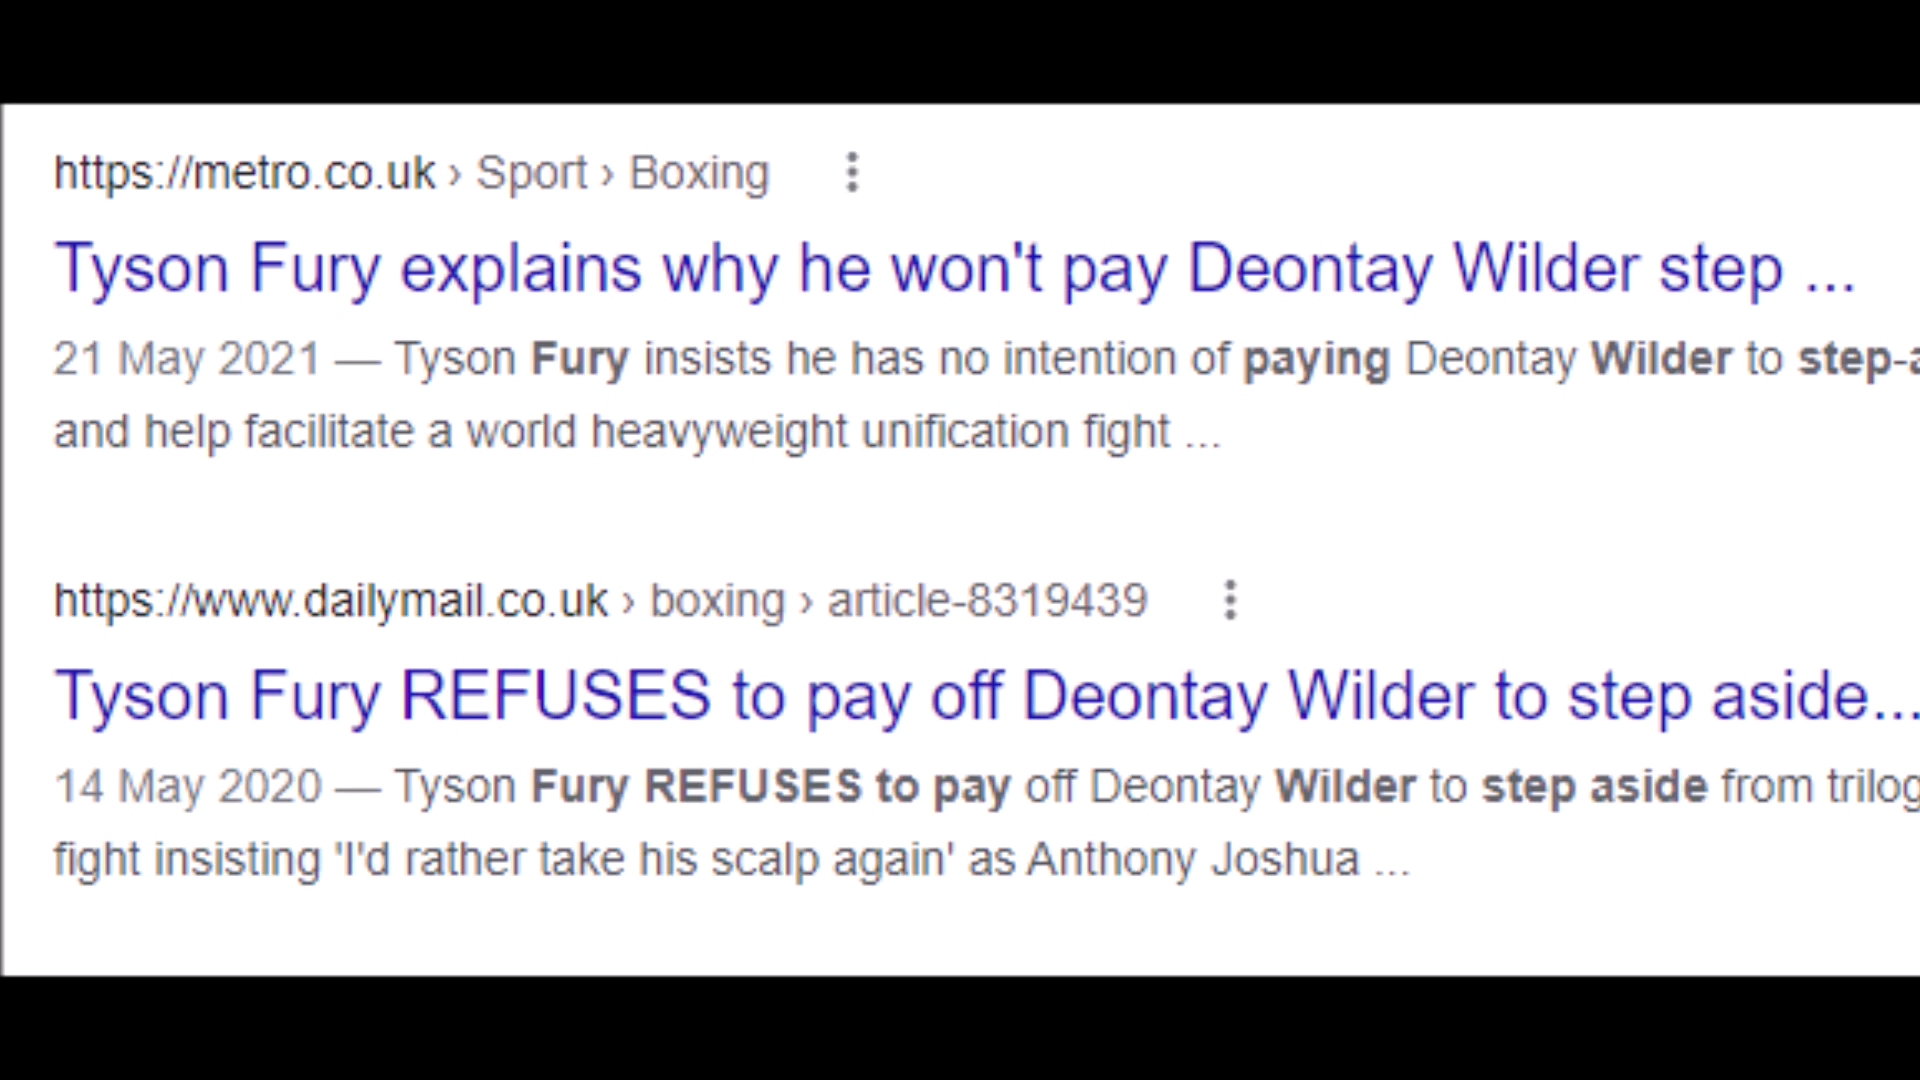 https://metro.co.uk › Sport › Boxing
Tyson Fury explains why he won't pay Deontay Wilder step ...
21 May 2021 — Tyson Fury insists he has no intention of paying Deontay Wilder to step-a
and help facilitate a world heavyweight unification fight ...
https://www.dailymail.co.uk › boxing › article-8319439
Tyson Fury REFUSES to pay off Deontay Wilder to step aside...
14 May 2020 — Tyson Fury REFUSES to pay off Deontay Wilder to step aside from trilog
fight insisting 'I'd rather take his scalp again' as Anthony Joshua ...